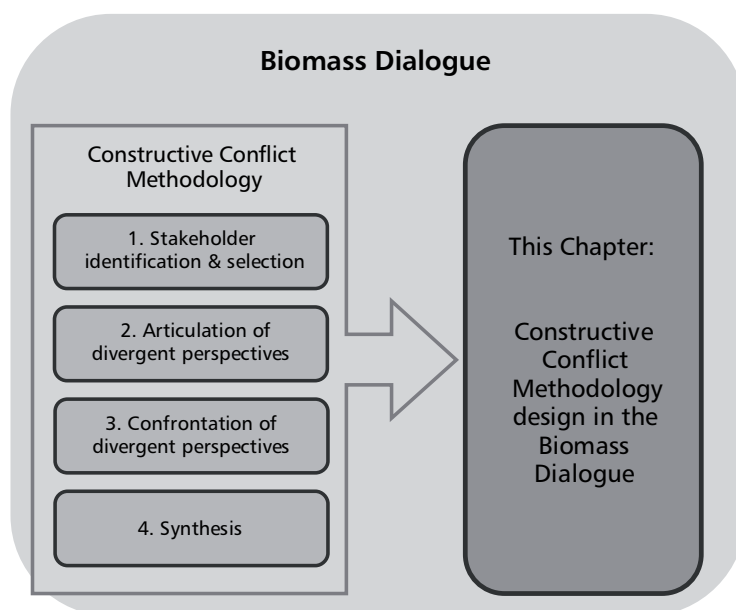 Biomass Dialogue
Constructive Conflict
Methodology
1. Stakeholder
identification & selection
2. Articulation of
divergent perspectives
3. Confrontation of
divergent perspectives
4. Synthesis
This Chapter:
Constructive
Conflict
Methodology
design in the
Biomass
Dialogue